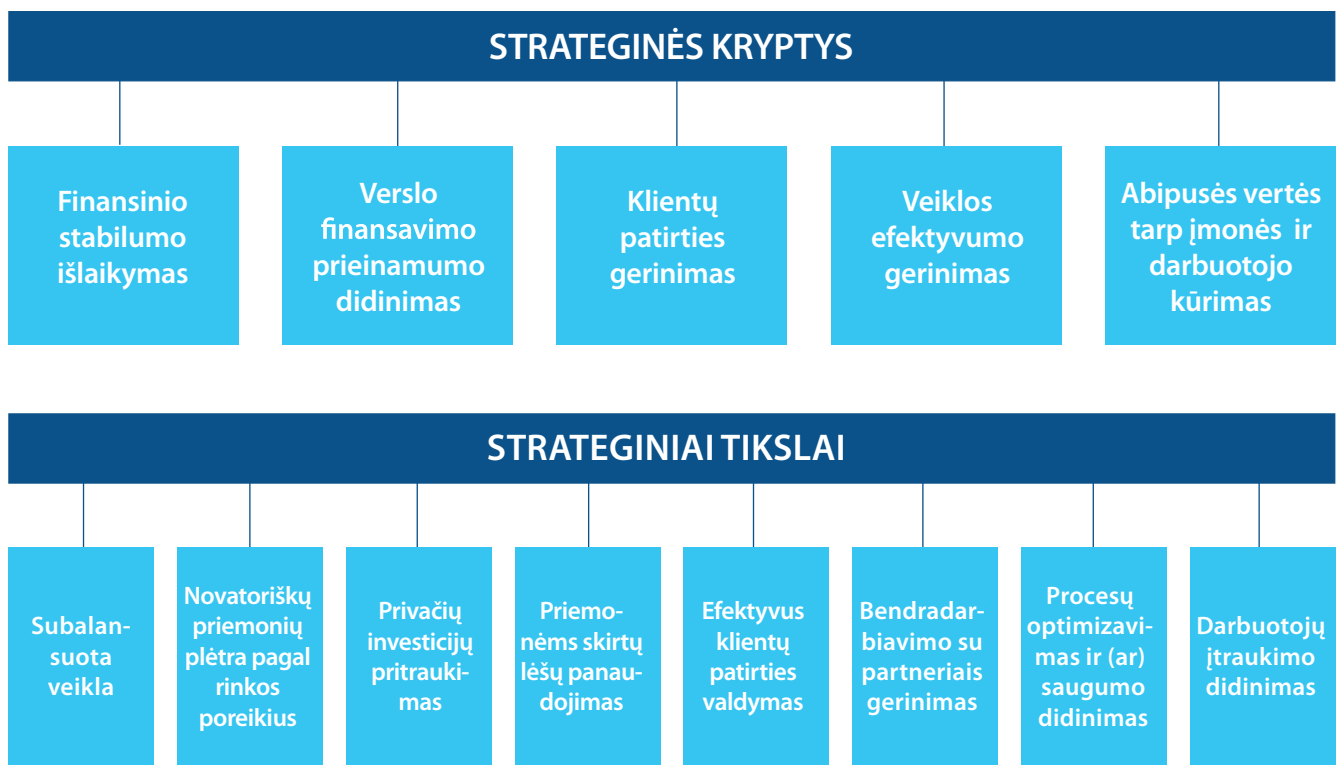 STRATEGINĖS KRYPTYS
Finansinio
stabilumo
išlaikymas
Verslo
finansavimo
prieinamumo
didinimas
Klientų
patirties
gerinimas
Veiklos
efektyvumo
gerinimas
Abipusės vertės
tarp įmonės ir
darbuotojo
kūrimas
STRATEGINIAI TIKSLAI
Subalan-
suota
veikla
Novatoriškų
priemonių
plėtra pagal
rinkos
poreikius
Privačių
investicijų
pritrauki-
mas
Priemo-
nėms skirtų
lėšų panau-
dojimas
Efektyvus
klientų
patirties
valdymas
Bendradar-
biavimo su
partneriais
gerinimas
Procesų
optimizavi-
mas ir (ar)
saugumo
didinimas
Darbuotojų
įtraukimo
didinimas